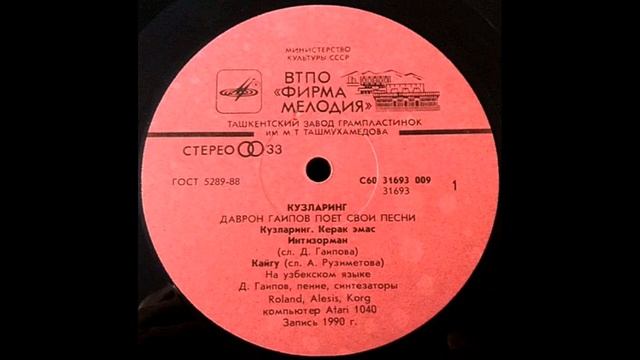 МИНИСТЕРСТВО
КУЛЬТУРЫ СССР
ВТПО
«ФИРМА
МЕЛОДИЯ»
ТАШКЕНТСКИЙ ЗАВОД ГРАМПЛАСТИНОК
ИМ М Т ТАШМУХАМЕДОВА
СТЕРЕО 33
ГОСТ 5289-88
С60 31693 009
31693
1
КУЗЛАРИНГ
ДАВРОН ГАИПОВ ПОЕТ СВОИ ПЕСНИ
Кузларинг. Керак эмас
Интизорман
(сл. Д. Гаипова)
Кайгу (сл. А. Рузиметова)
На узбекском языке
Д. Гаипов, пение, синтезаторы
Roland, Alesis, Korg
компьютер Atari 1040
Запись 1990 г.